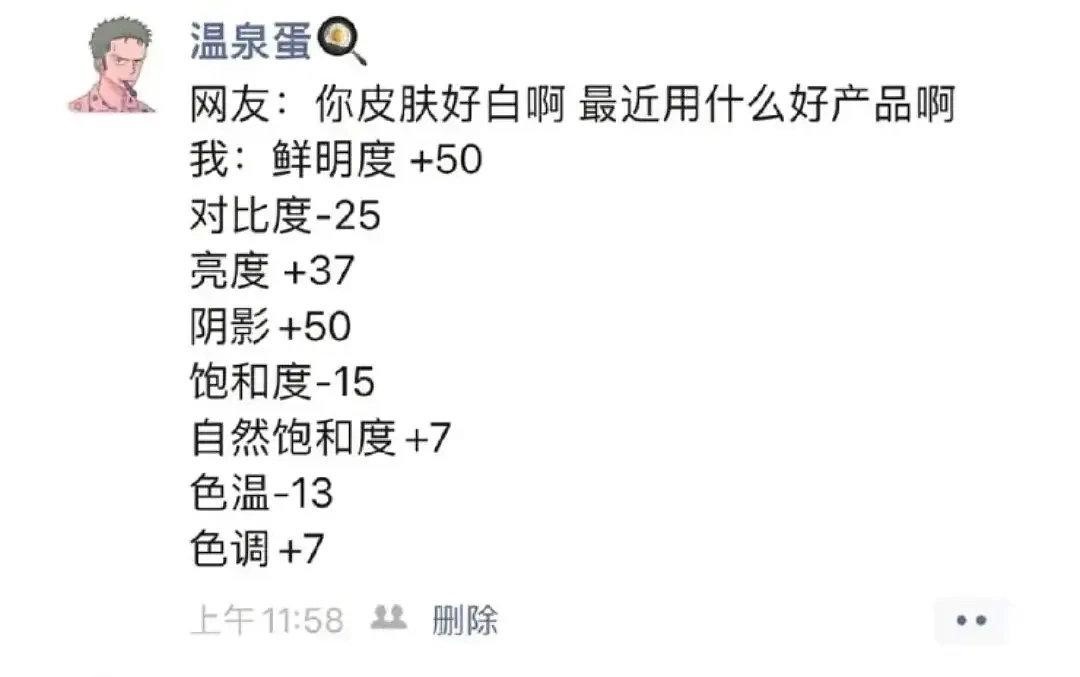 温泉蛋🍳
网友：你皮肤好白啊 最近用什么好产品啊
我：鲜明度 +50
对比度-25
亮度 +37
阴影 +50
饱和度-15
自然饱和度 +7
色温-13
色调 +7
上午11:58 删除